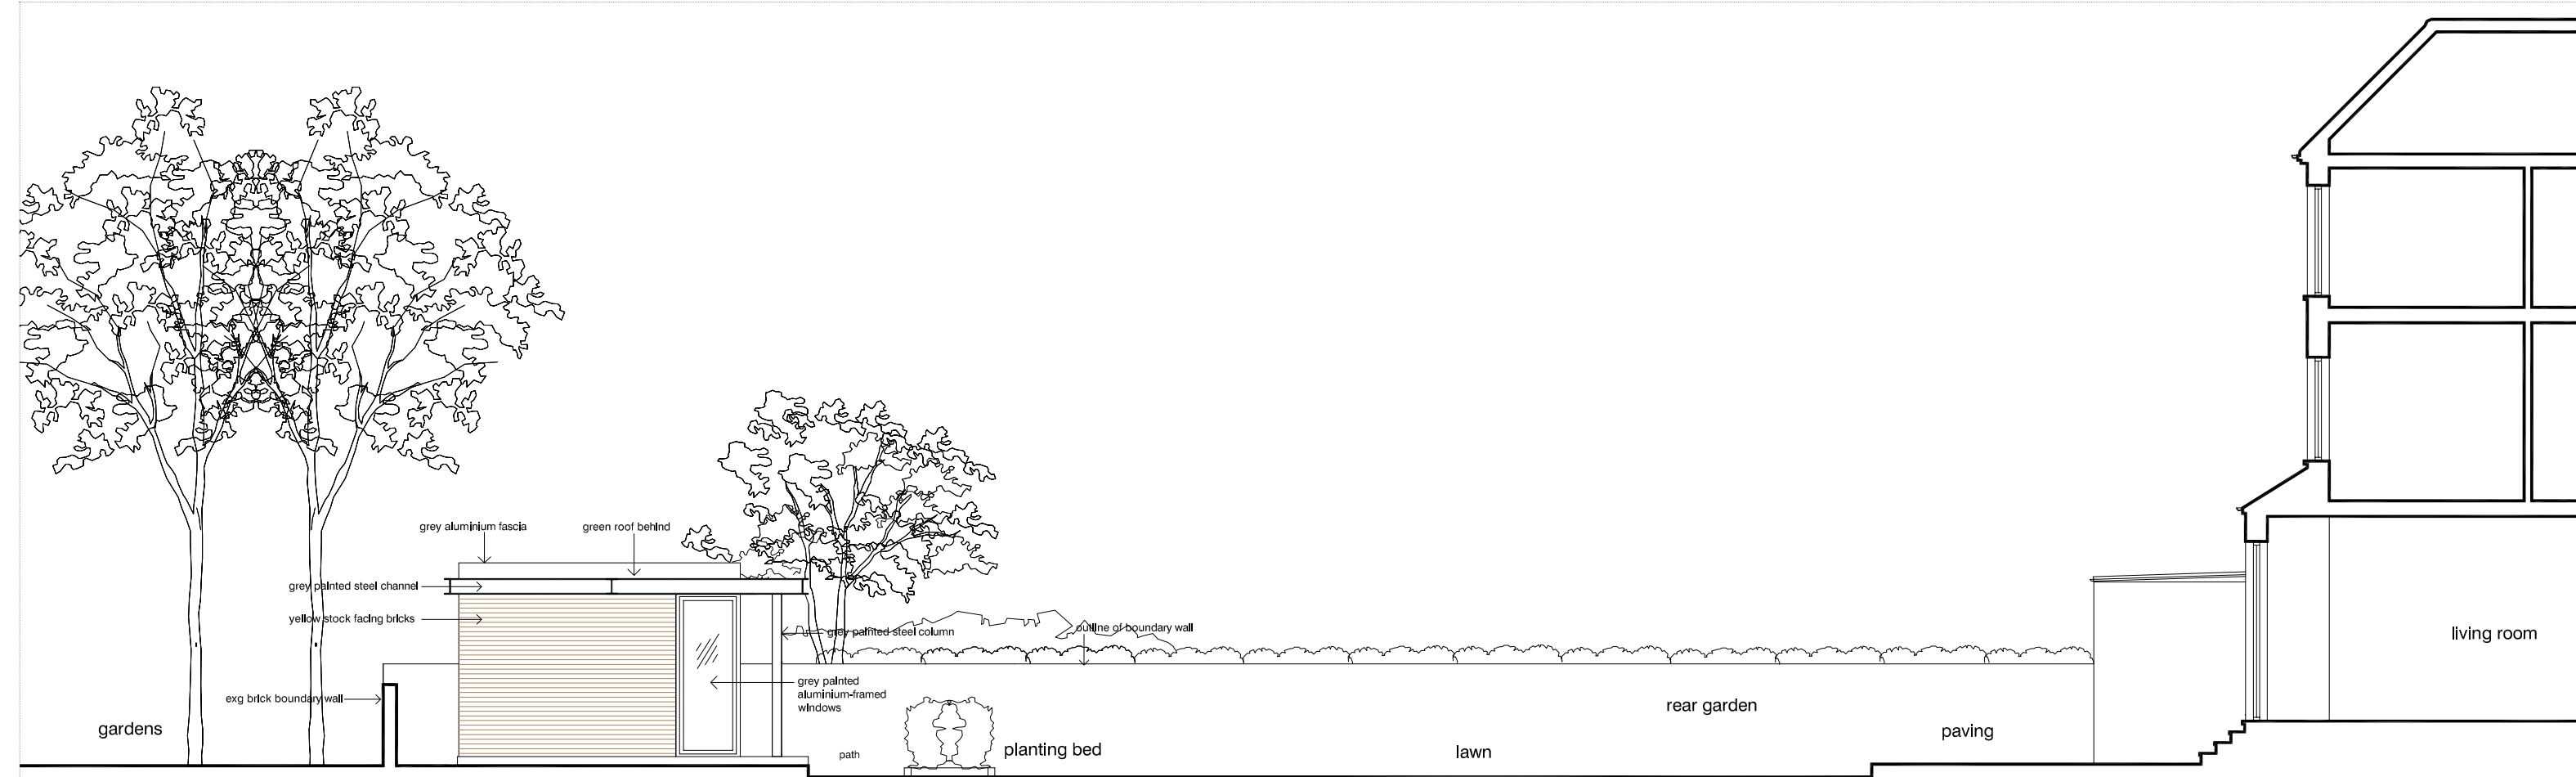 grey aluminium fascia
green roof behind
grey painted steel channel
yellow stock facing bricks
grey painted steel column
outline of boundary wall
living room
grey painted
aluminium-framed
windows
exg brick boundary wall
rear garden
gardens
paving
path
planting bed
lawn